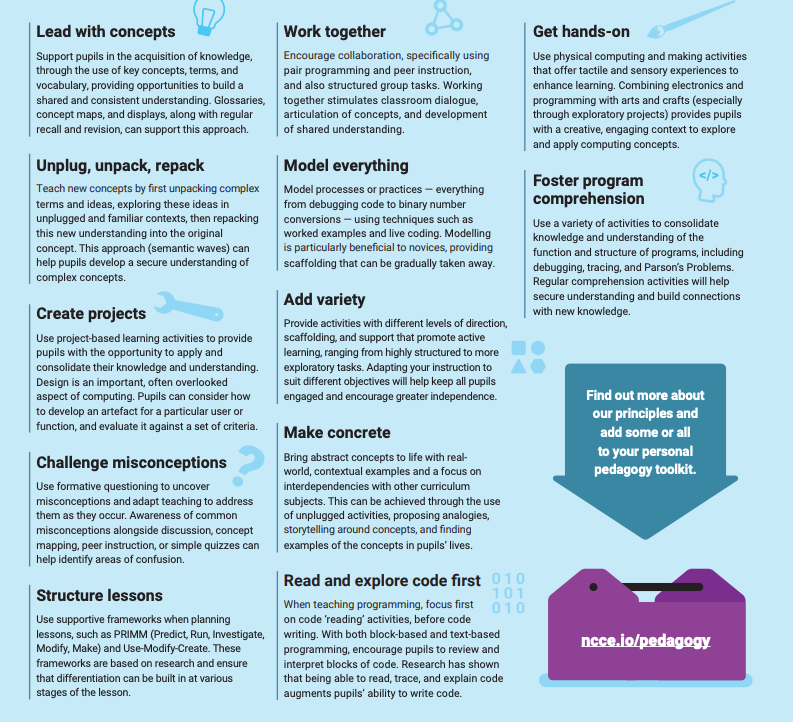 Lead with concepts
Support pupils in the acquisition of knowledge,
through the use of key concepts, terms, and
vocabulary, providing opportunities to build a
shared and consistent understanding. Glossaries,
concept maps, and displays, along with regular
recall and revision, can support this approach.
Unplug, unpack, repack
Teach new concepts by first unpacking complex
terms and ideas, exploring these ideas in
unplugged and familiar contexts, then repacking
this new understanding into the original
concept. This approach (semantic waves) can
help pupils develop a secure understanding of
complex concepts.
Create projects
Use project-based learning activities to provide
pupils with the opportunity to apply and
consolidate their knowledge and understanding.
Design is an important, often overlooked
aspect of computing. Pupils can consider how
to develop an artefact for a particular user or
function, and evaluate it against a set of criteria.
Challenge misconceptions
Use formative questioning to uncover
misconceptions and adapt teaching to address
them as they occur. Awareness of common
misconceptions alongside discussion, concept
mapping, peer instruction, or simple quizzes can
help identify areas of confusion.
Structure lessons
Use supportive frameworks when planning
lessons, such as PRIMM (Predict, Run, Investigate,
Modify, Make) and Use-Modify-Create. These
frameworks are based on research and ensure
that differentiation can be built in at various
stages of the lesson.
Work together
Encourage collaboration, specifically using
pair programming and peer instruction,
and also structured group tasks. Working
together stimulates classroom dialogue,
articulation of concepts, and development
of shared understanding.
Model everything
Model processes or practices — everything
from debugging code to binary number
conversions — using techniques such as
worked examples and live coding. Modelling
is particularly beneficial to novices, providing
scaffolding that can be gradually taken away.
Add variety
Provide activities with different levels of direction,
scaffolding, and support that promote active
learning, ranging from highly structured to more
exploratory tasks. Adapting your instruction to
suit different objectives will help keep all pupils
engaged and encourage greater independence.
Make concrete
Bring abstract concepts to life with real-
world, contextual examples and a focus on
interdependencies with other curriculum
subjects. This can be achieved through the use
of unplugged activities, proposing analogies,
storytelling around concepts, and finding
examples of the concepts in pupils' lives.
Read and explore code first
When teaching programming, focus first
on code 'reading' activities, before code
writing. With both block-based and text-based
programming, encourage pupils to review and
interpret blocks of code. Research has shown
that being able to read, trace, and explain code
augments pupils' ability to write code.
010
101
010
Get hands-on
Use physical computing and making activities
that offer tactile and sensory experiences to
enhance learning. Combining electronics and
programming with arts and crafts (especially
through exploratory projects) provides pupils
with a creative, engaging context to explore
and apply computing concepts.
Foster program
comprehension
</>
Use a variety of activities to consolidate
knowledge and understanding of the
function and structure of programs, including
debugging, tracing, and Parson's Problems.
Regular comprehension activities will help
secure understanding and build connections
with new knowledge.
Find out more about
our principles and
add some or all
to your personal
pedagogy toolkit.
ncce.io/pedagogy